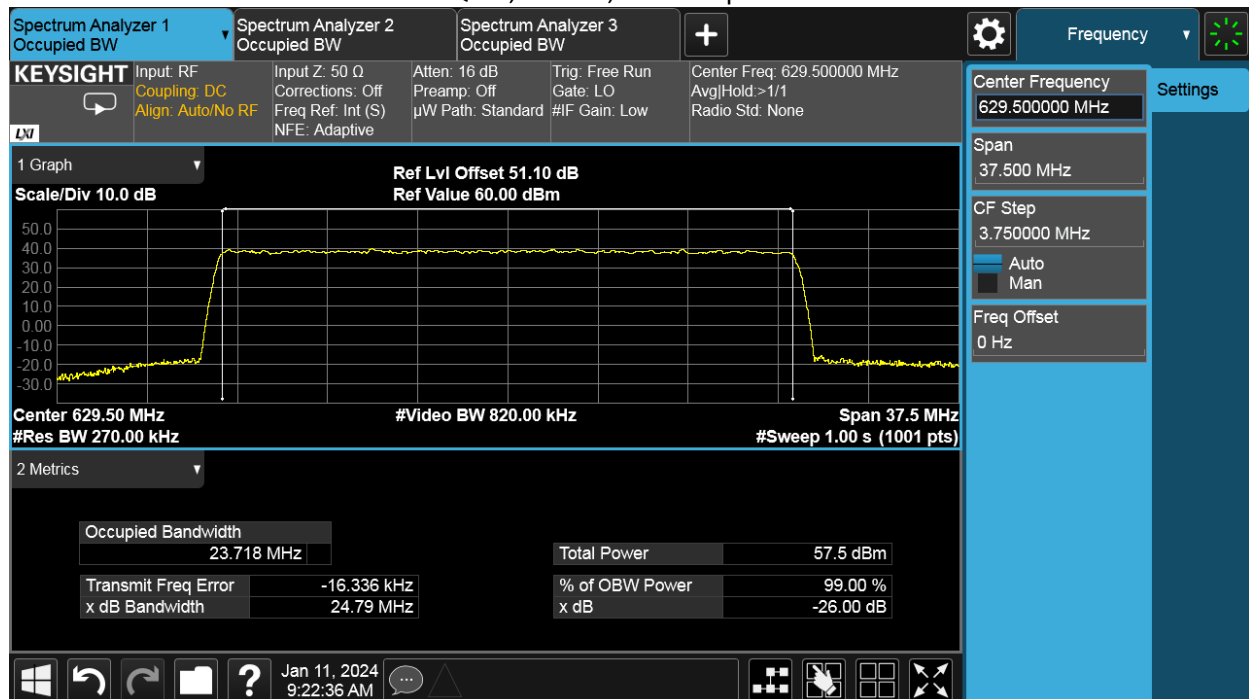 Spectrum Analyzer 1
Occupied BW
Spectrum Analyzer 2
Occupied BW
Spectrum Analyzer 3
Occupied BW
+
Frequency
KEYSIGHT
LXI
Input: RF
Coupling: DC
Align: Auto/No RF
Input Z: 50 Ω
Corrections: Off
Freq Ref: Int (S)
NFE: Adaptive
Atten: 16 dB
Preamp: Off
µW Path: Standard
Trig: Free Run
Gate: LO
#IF Gain: Low
Center Freq: 629.500000 MHz
Avg|Hold:>1/1
Radio Std: None
Center Frequency
629.500000 MHz
Settings
Span
37.500 MHz
CF Step
3.750000 MHz
Auto
Man
Freq Offset
0 Hz
1 Graph
Scale/Div 10.0 dB
Ref Lvl Offset 51.10 dB
Ref Value 60.00 dBm
50.0
40.0
30.0
20.0
10.0
0.00
-10.0
-20.0
-30.0
Center 629.50 MHz
#Res BW 270.00 kHz
#Video BW 820.00 kHz
Span 37.5 MHz
#Sweep 1.00 s (1001 pts)
2 Metrics
Occupied Bandwidth
23.718 MHz
Total Power 57.5 dBm
Transmit Freq Error -16.336 kHz
% of OBW Power 99.00 %
x dB Bandwidth 24.79 MHz
x dB -26.00 dB
?
Jan 11, 2024
9:22:36 AM